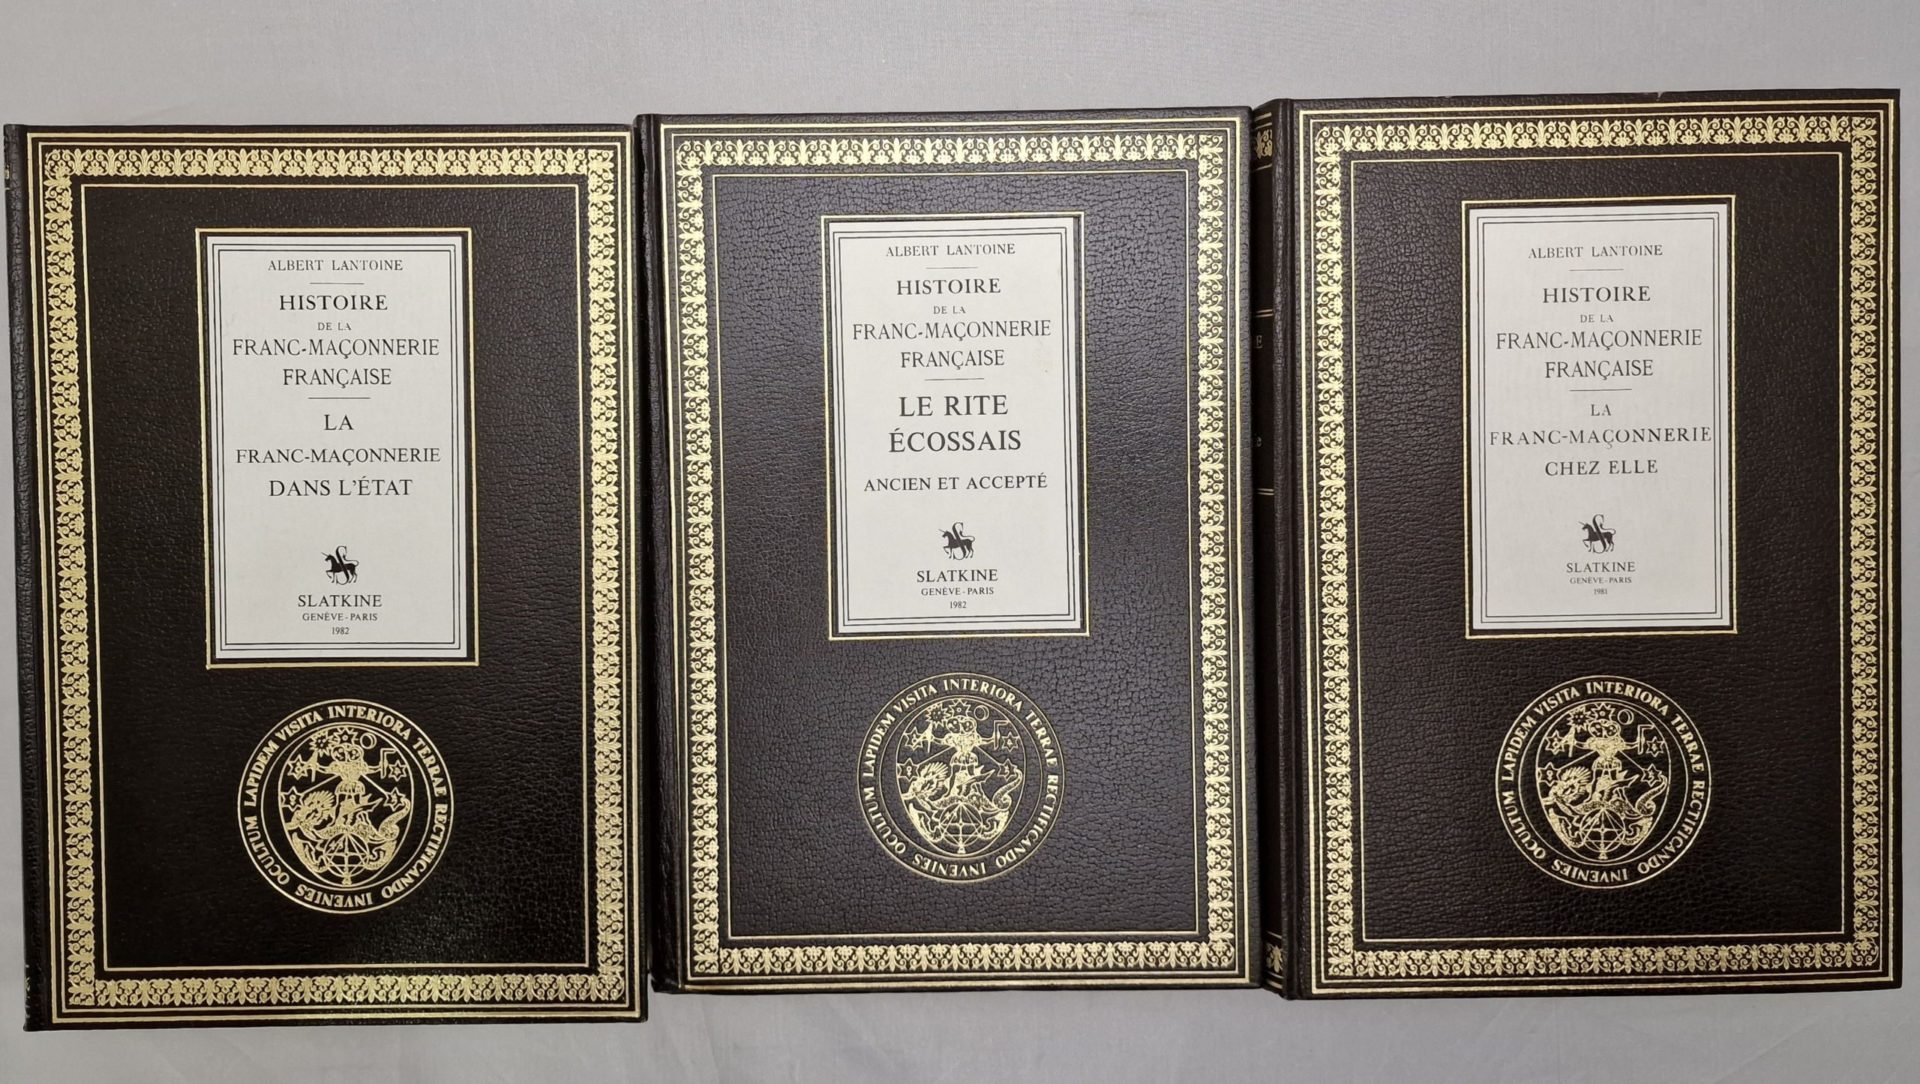 ALBERT LANTOINE
HISTOIRE
DE LA
FRANC-MAÇONNERIE
FRANÇAISE
LA
FRANC-MAÇONNERIE
DANS L'ÉTAT
SLATKINE
GENÈVE - PARIS
1982
VISITA INTERIORA TERRAE RECTIFICANDO INVENIES OCULTUM LAPIDEM
ALBERT LANTOINE
HISTOIRE
DE LA
FRANC-MAÇONNERIE
FRANÇAISE
LE RITE
ÉCOSSAIS
ANCIEN ET ACCEPTÉ
SLATKINE
GENÈVE - PARIS
1982
VISITA INTERIORA TERRAE RECTIFICANDO INVENIES OCULTUM LAPIDEM
ALBERT LANTOINE
HISTOIRE
DE LA
FRANC-MAÇONNERIE
FRANÇAISE
LA
FRANC-MAÇONNERIE
CHEZ ELLE
SLATKINE
GENÈVE - PARIS
1981
VISITA INTERIORA TERRAE RECTIFICANDO INVENIES OCULTUM LAPIDEM